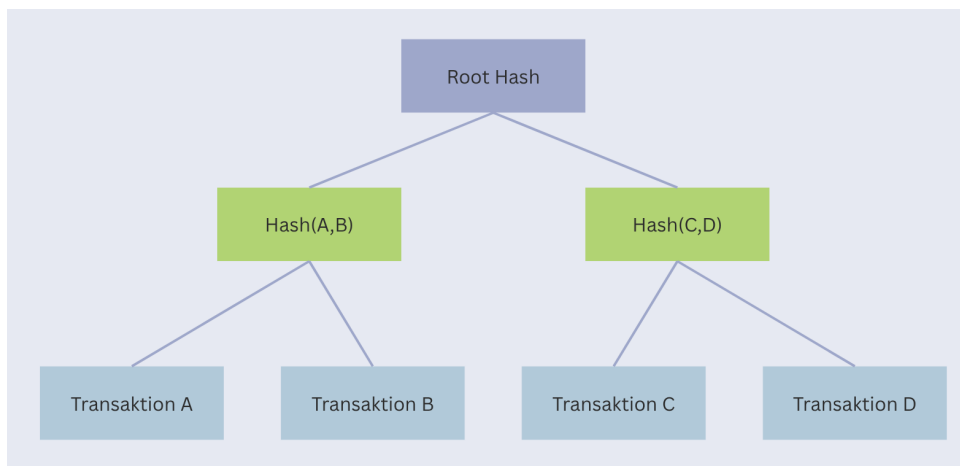 Root Hash
Hash(A,B)
Hash(C,D)
Transaktion A
Transaktion B
Transaktion C
Transaktion D